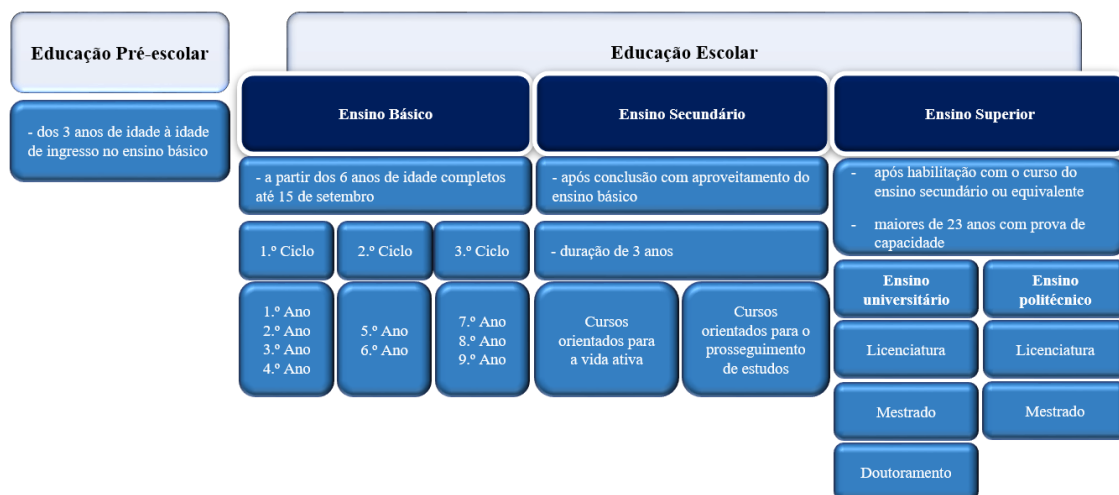 Educação Pré-escolar
- dos 3 anos de idade à idade
de ingresso no ensino básico
Educação Escolar
Ensino Básico
- a partir dos 6 anos de idade completos
até 15 de setembro
1.º Ciclo
2.º Ciclo
3.º Ciclo
1.º Ano
2.º Ano
3.º Ano
4.º Ano
5.º Ano
6.º Ano
7.º Ano
8.º Ano
9.º Ano
Ensino Secundário
- após conclusão com aproveitamento do
ensino básico
- duração de 3 anos
Cursos
orientados para
a vida ativa
Cursos
orientados para o
prosseguimento
de estudos
Ensino Superior
- após habilitação com o curso do
ensino secundário ou equivalente
- maiores de 23 anos com prova de
capacidade
Ensino
universitário
Licenciatura
Mestrado
Doutoramento
Ensino
politécnico
Licenciatura
Mestrado